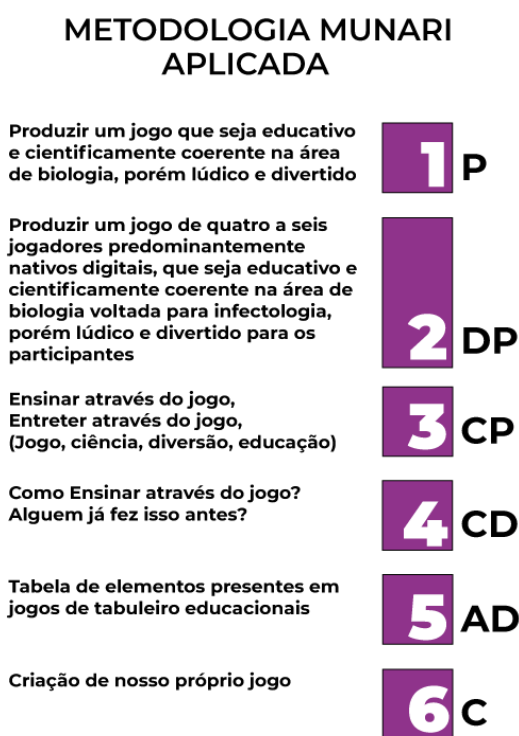 METODOLOGIA MUNARI
APLICADA
Produzir um jogo que seja educativo
e cientificamente coerente na área
de biologia, porém lúdico e divertido
1 P
Produzir um jogo de quatro a seis
jogadores predominantemente
nativos digitais, que seja educativo e
cientificamente coerente na área de
biologia voltada para infectologia,
porém lúdico e divertido para os
participantes
2 DP
Ensinar através do jogo,
Entreter através do jogo,
(Jogo, ciência, diversão, educação)
3 CP
Como Ensinar através do jogo?
Alguem já fez isso antes?
4 CD
Tabela de elementos presentes em
jogos de tabuleiro educacionais
5 AD
Criação de nosso próprio jogo
6 C